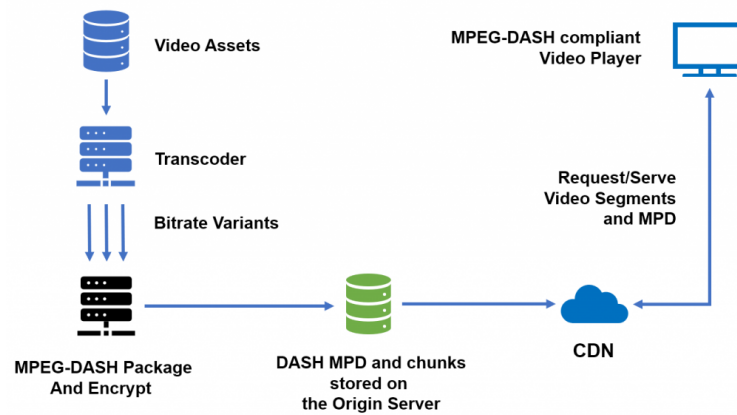 Video Assets
MPEG-DASH compliant
Video Player
Transcoder
Request/Serve
Video Segments
and MPD
Bitrate Variants
MPEG-DASH Package
And Encrypt
DASH MPD and chunks
stored on
the Origin Server
CDN